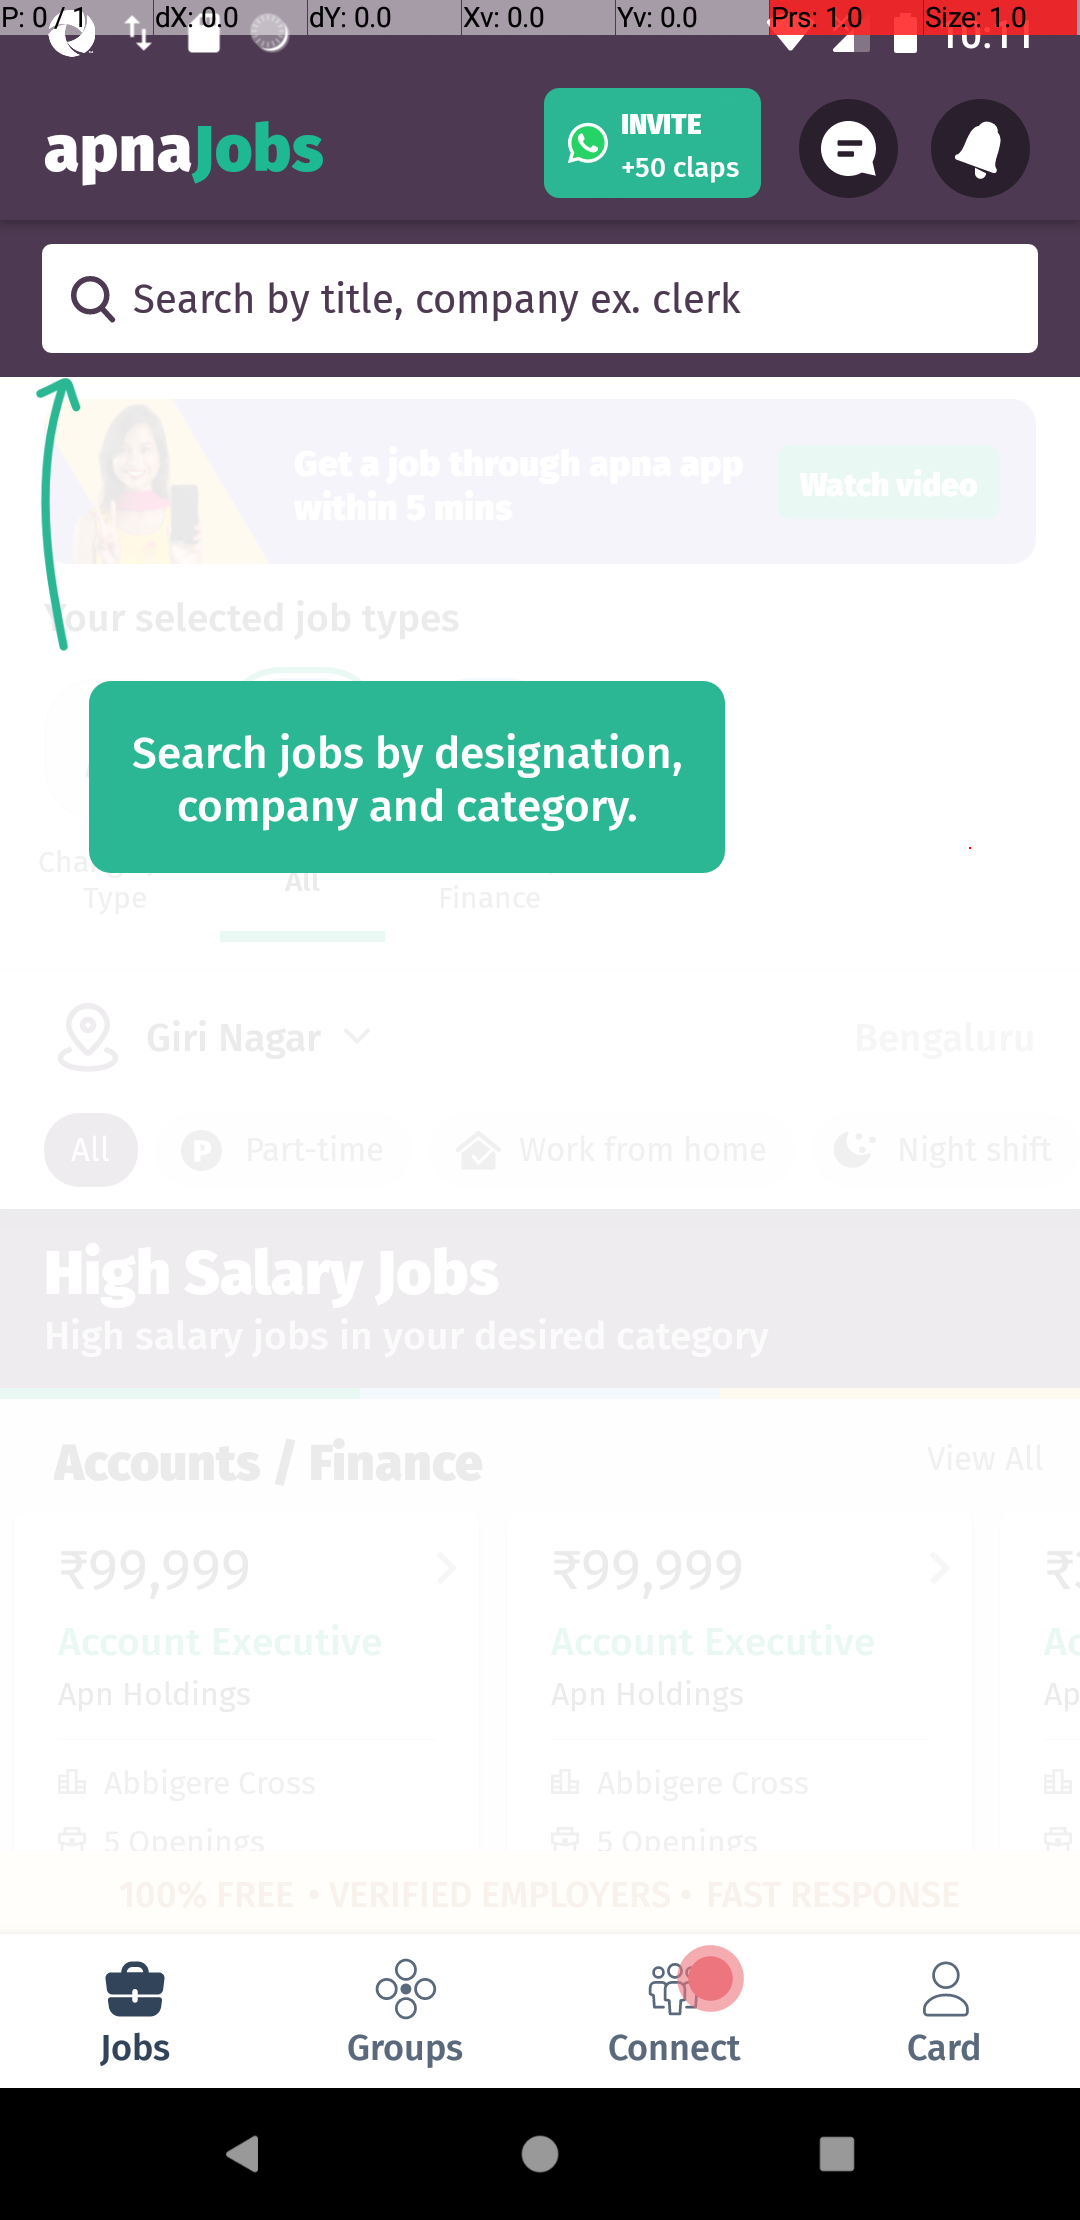 P: 0 / 1 dX: 0.0 dY: 0.0 Xv: 0.0 Yv: 0.0 Prs: 1.0 Size: 1.0
10:11
apnaJobs
INVITE
+50 claps
Search by title, company ex. clerk
Get a job through apna app
within 5 mins
Watch video
Your selected job types
Search jobs by designation,
company and category.
Type
All
Finance
Giri Nagar
Bengaluru
All
Part-time
Work from home
Night shift
High Salary Jobs
High salary jobs in your desired category
Accounts / Finance
View All
₹99,999
₹99,999
Account Executive
Account Executive
Apn Holdings
Apn Holdings
Abbigere Cross
Abbigere Cross
5 Openings
5 Openings
100% FREE • VERIFIED EMPLOYERS • FAST RESPONSE
Jobs
Groups
Connect
Card